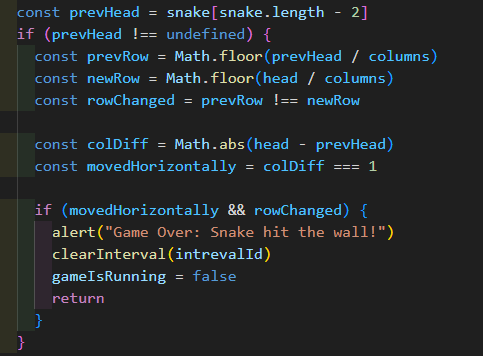 const prevHead = snake[snake.length - 2]
if (prevHead !== undefined) {
const prevRow = Math.floor(prevHead / columns)
const newRow = Math.floor(head / columns)
const rowChanged = prevRow !== newRow
const colDiff = Math.abs(head - prevHead)
const movedHorizontally = colDiff === 1
if (movedHorizontally && rowChanged) {
alert("Game Over: Snake hit the wall!")
clearInterval(intrevalId)
gameIsRunning = false
return
}
}